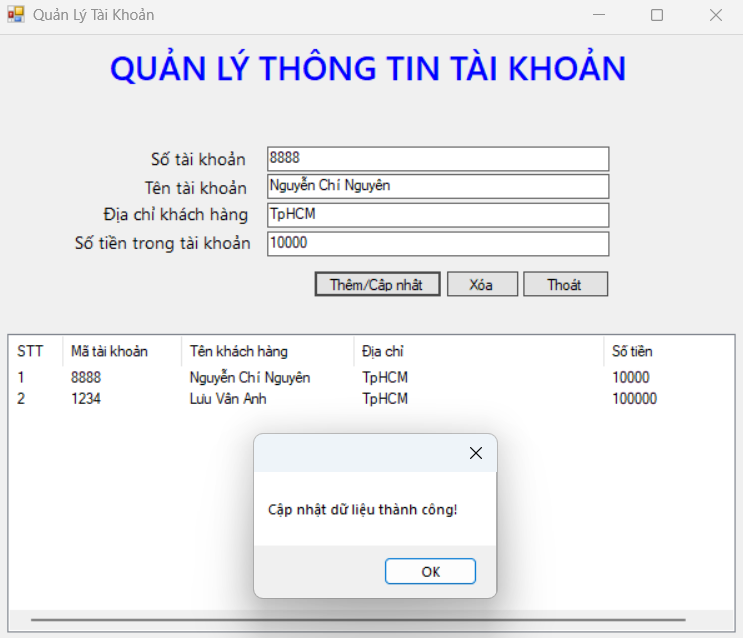 Quản Lý Tài Khoản
QUẢN LÝ THÔNG TIN TÀI KHOẢN
Số tài khoản 8888
Tên tài khoản Nguyễn Chí Nguyên
Địa chỉ khách hàng TpHCM
Số tiền trong tài khoản 10000
Thêm/Cập nhật Xóa Thoát
STT Mã tài khoản Tên khách hàng Địa chỉ Số tiền
1 8888 Nguyễn Chí Nguyên TpHCM 10000
2 1234 Lưu Vân Anh TpHCM 100000
Cập nhật dữ liệu thành công!
OK